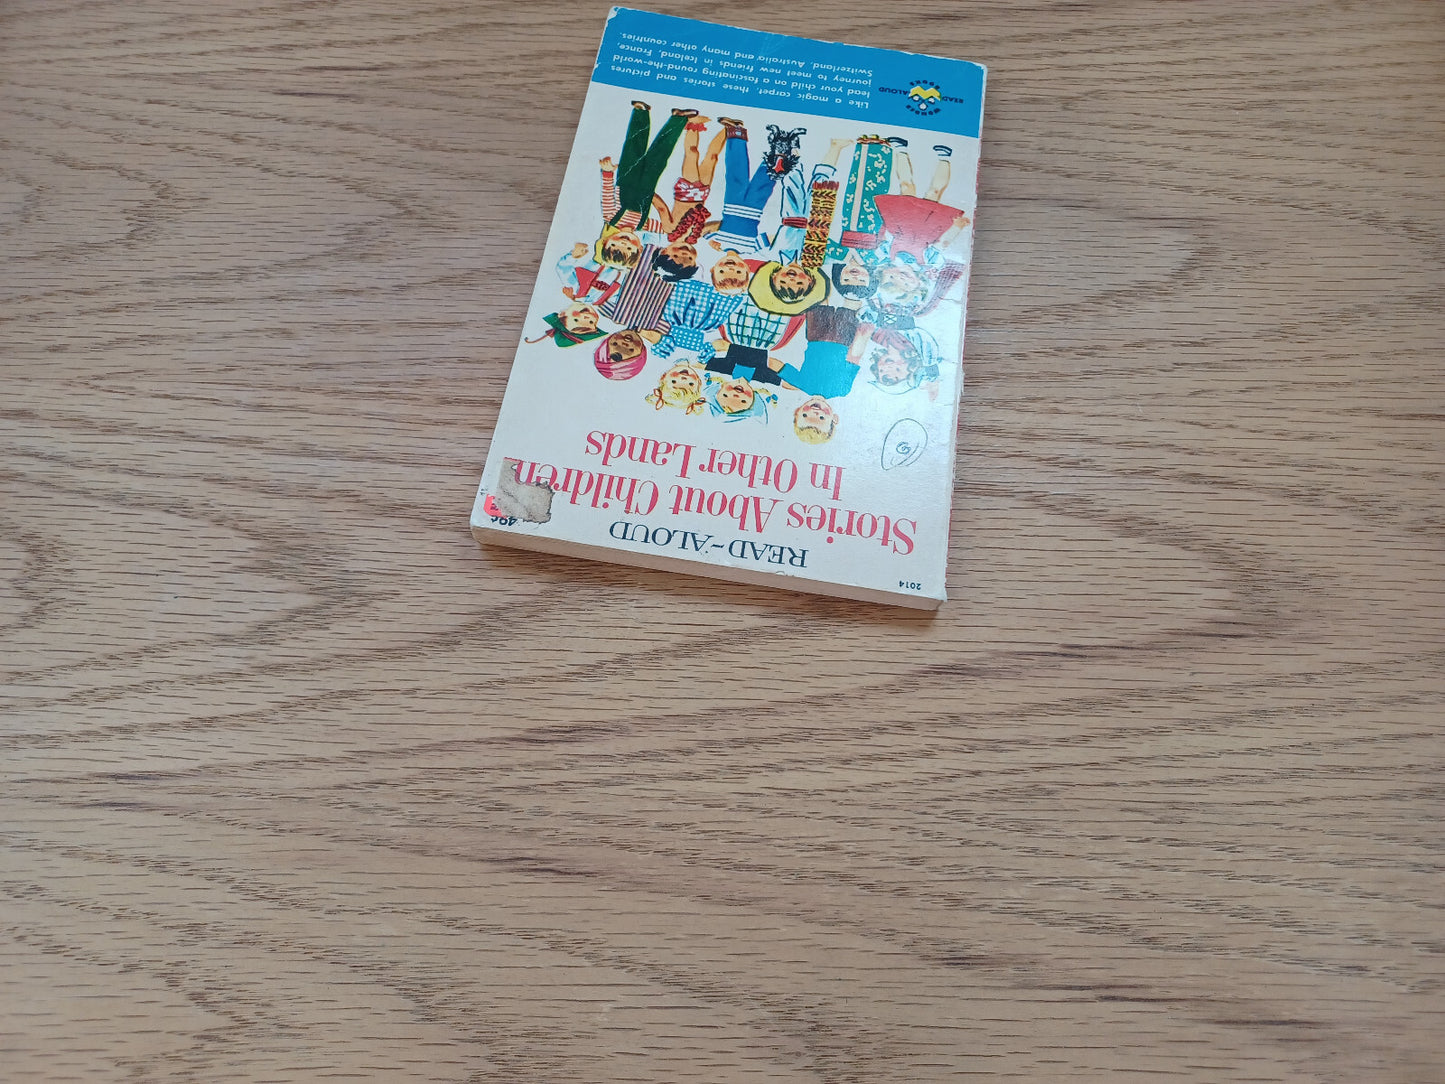 2014
READ-ALOUD
49¢
Stories About Children
In Other Lands
Like a magic carpet, these stories and pictures
lead your child on a fascinating round-the-world
journey to meet new friends in Iceland, France,
Switzerland, Australia and many other countries.
WONDER
READ ALOUD
BOOKS